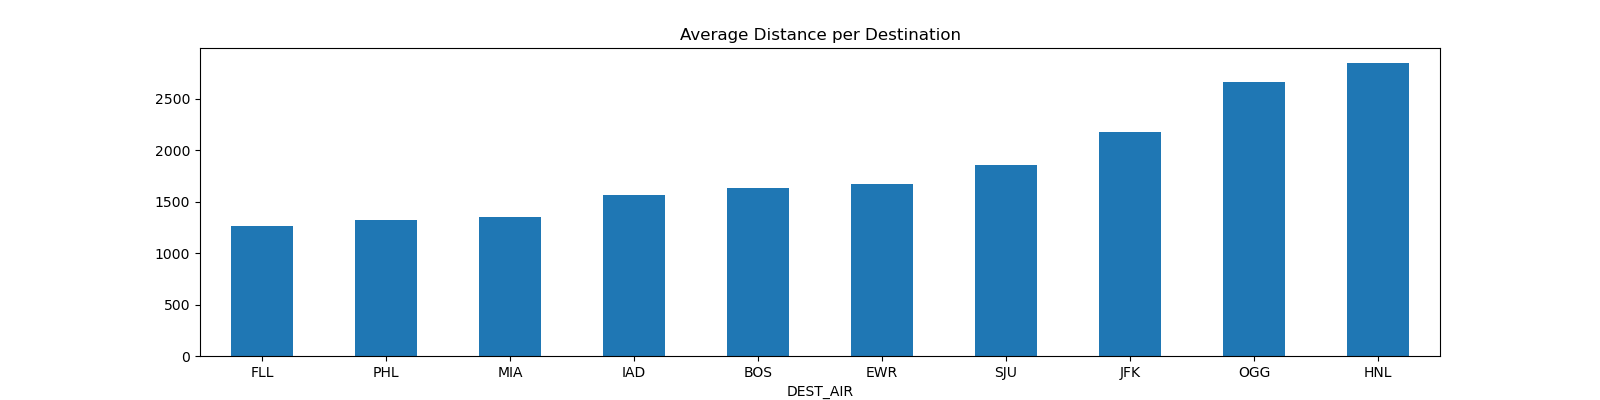 Average Distance per Destination
2500
2000
1500
1000
500
0
FLL PHL MIA IAD BOS EWR SJU JFK OGG HNL
DEST_AIR